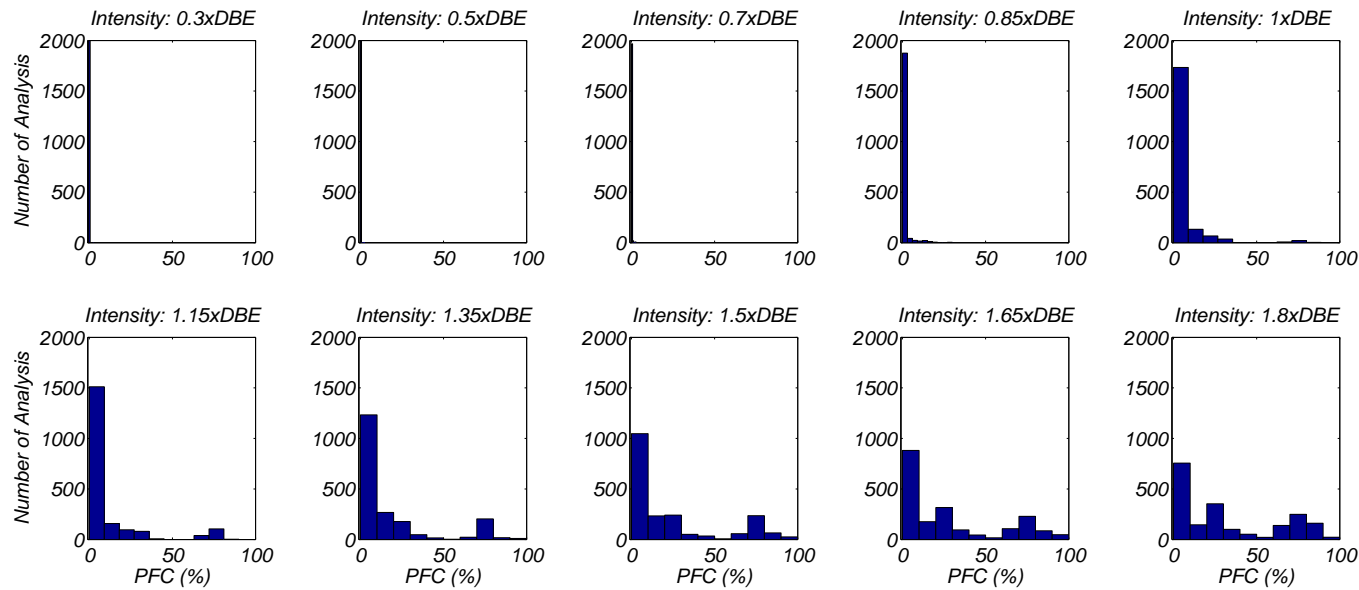 Intensity: 0.3xDBE
Intensity: 0.5xDBE
Intensity: 0.7xDBE
Intensity: 0.85xDBE
Intensity: 1xDBE
Number of Analysis
2000
1500
1000
500
0
0 50 100
2000
1500
1000
500
0
0 50 100
2000
1500
1000
500
0
0 50 100
2000
1500
1000
500
0
0 50 100
2000
1500
1000
500
0
0 50 100
Intensity: 1.15xDBE
Intensity: 1.35xDBE
Intensity: 1.5xDBE
Intensity: 1.65xDBE
Intensity: 1.8xDBE
Number of Analysis
2000
1500
1000
500
0
0 50 100
PFC (%)
2000
1500
1000
500
0
0 50 100
PFC (%)
2000
1500
1000
500
0
0 50 100
PFC (%)
2000
1500
1000
500
0
0 50 100
PFC (%)
2000
1500
1000
500
0
0 50 100
PFC (%)